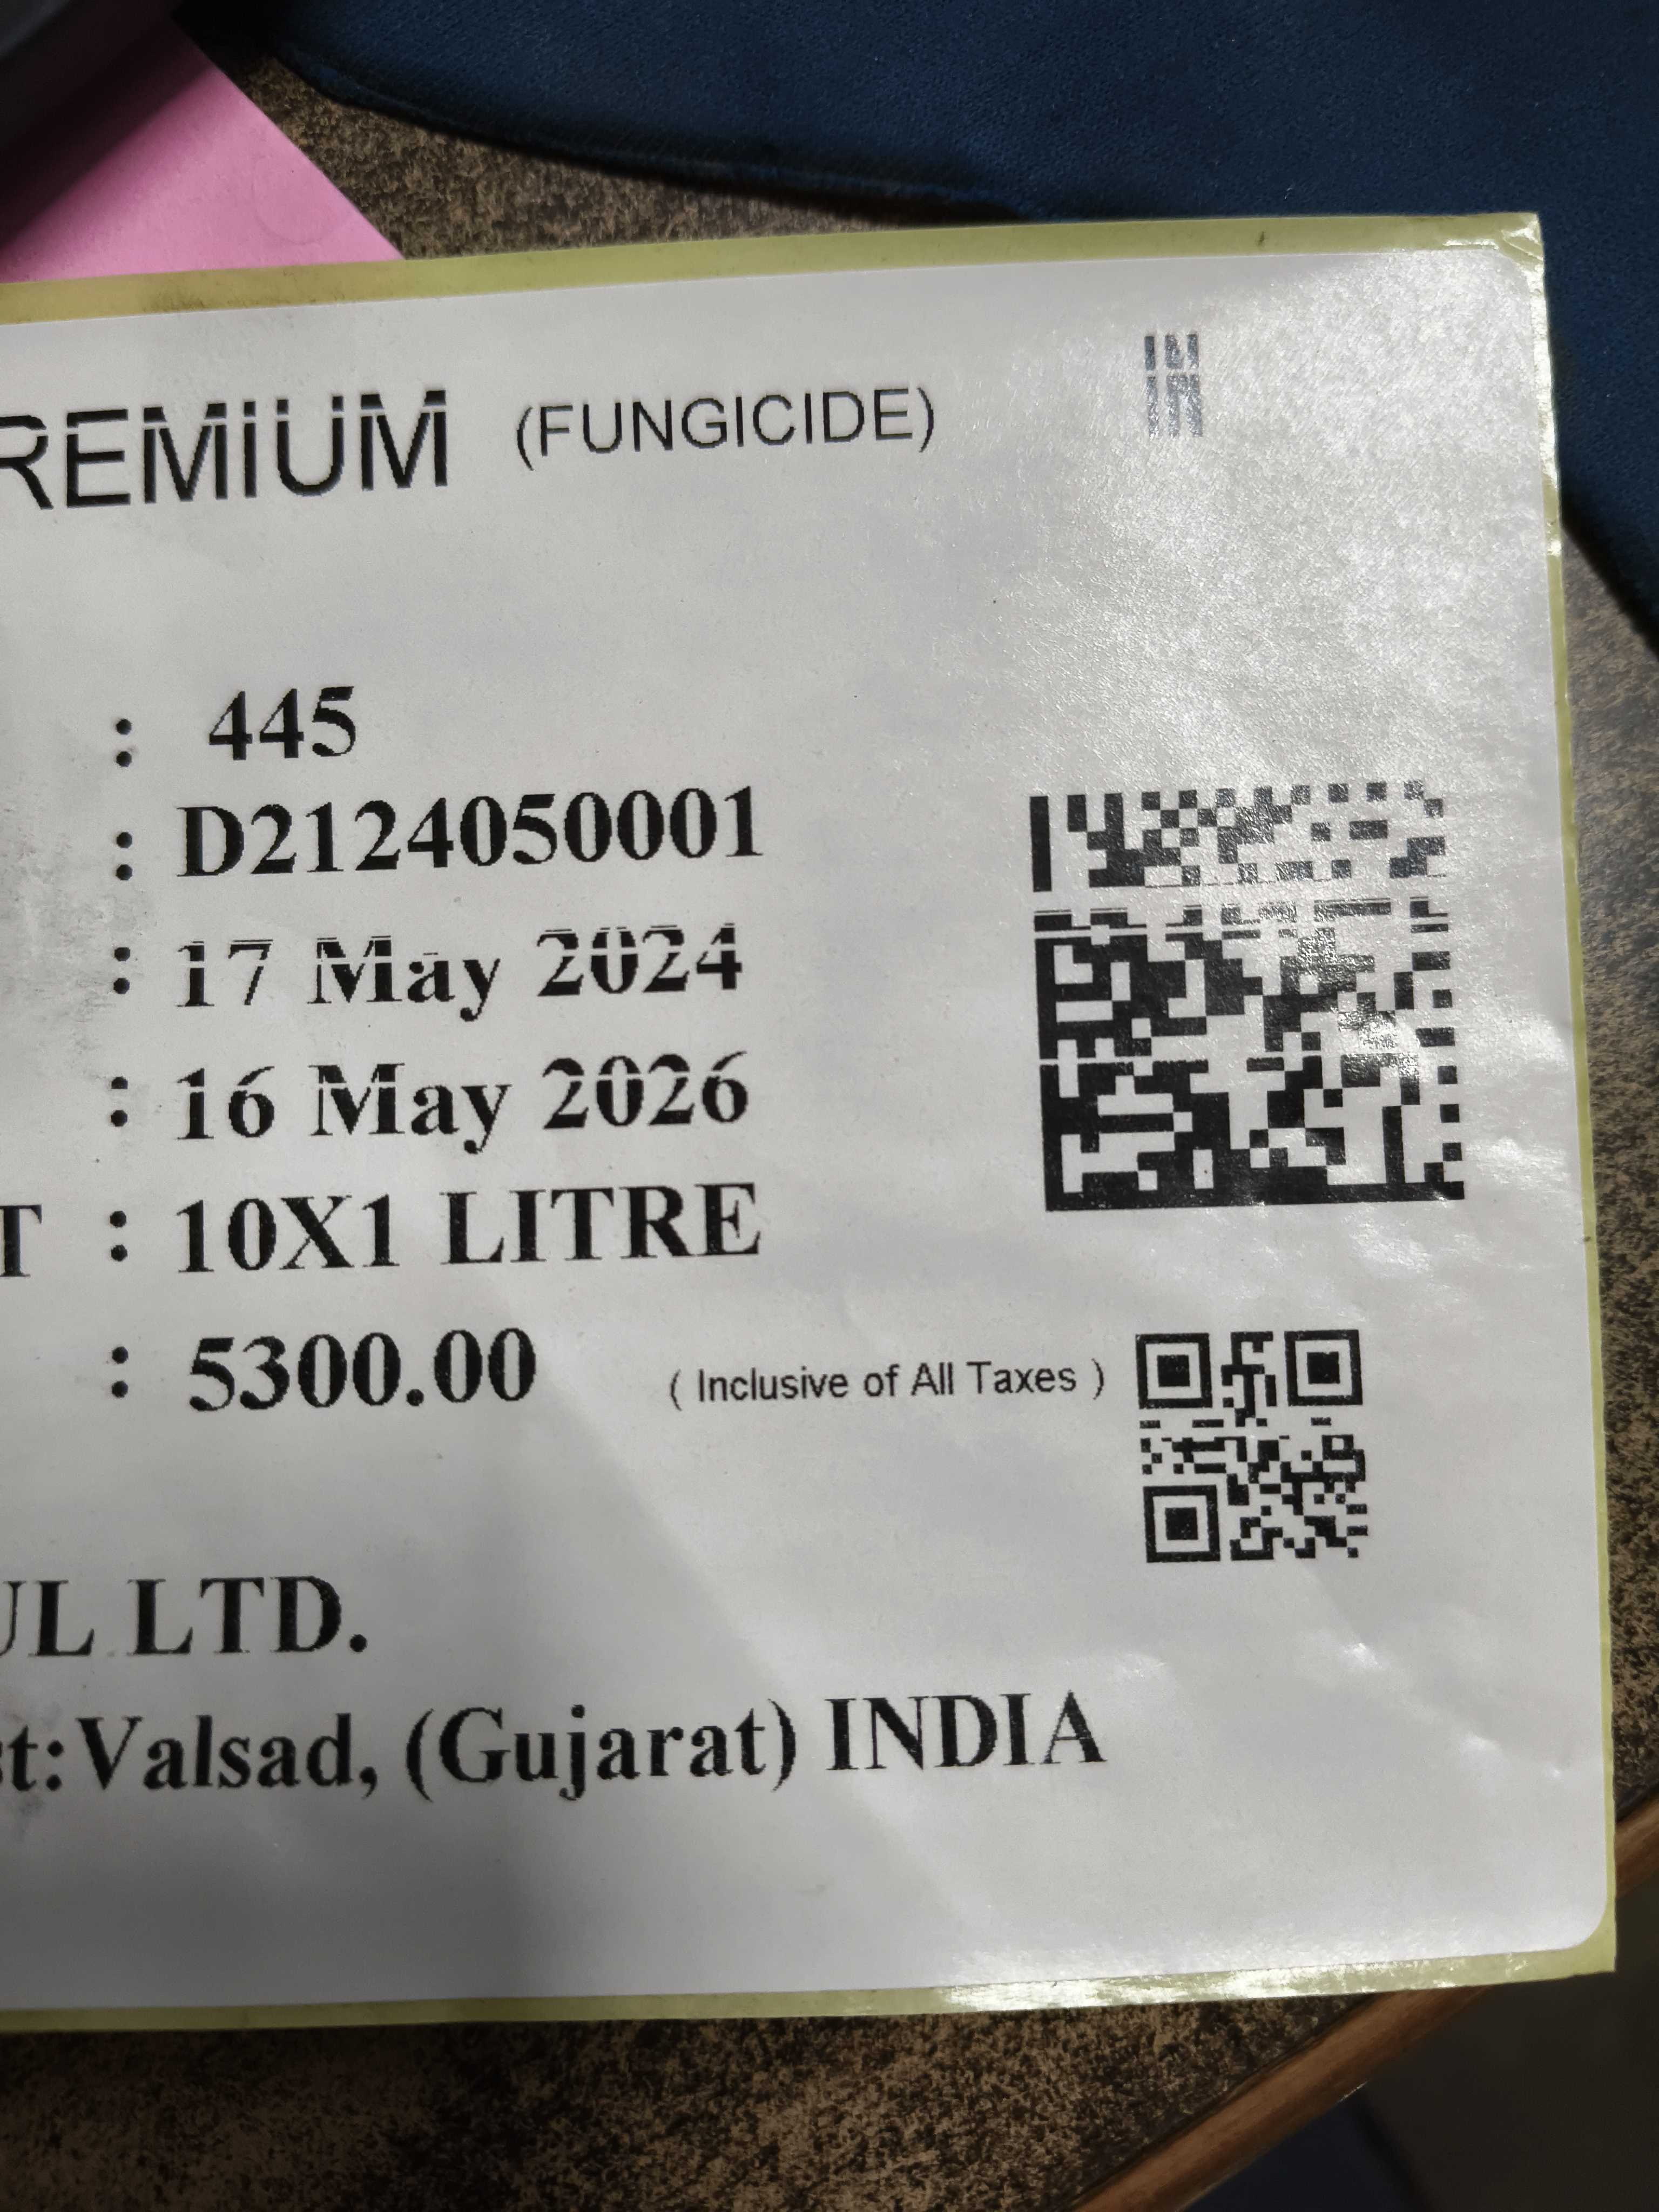 REMIUM (FUNGICIDE)
: 445
: D2124050001
: 17 May 2024
: 16 May 2026
T : 10X1 LITRE
: 5300.00 ( Inclusive of All Taxes )
UL LTD.
st:Valsad, (Gujarat) INDIA